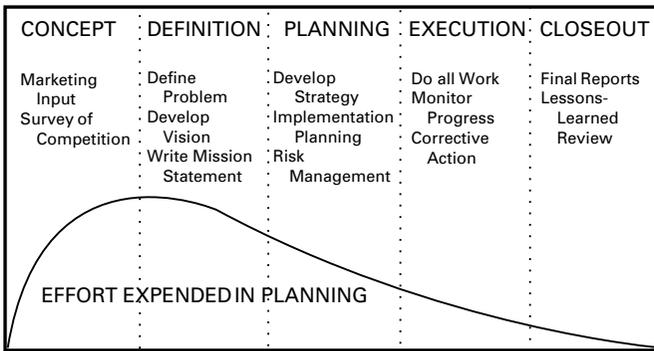 CONCEPT
Marketing
Input
Survey of
Competition
DEFINITION
Define
Problem
Develop
Vision
Write Mission
Statement
PLANNING
Develop
Strategy
Implementation
Planning
Risk
Management
EXECUTION
Do all Work
Monitor
Progress
Corrective
Action
CLOSEOUT
Final Reports
Lessons-
Learned
Review
EFFORT EXPENDED IN PLANNING